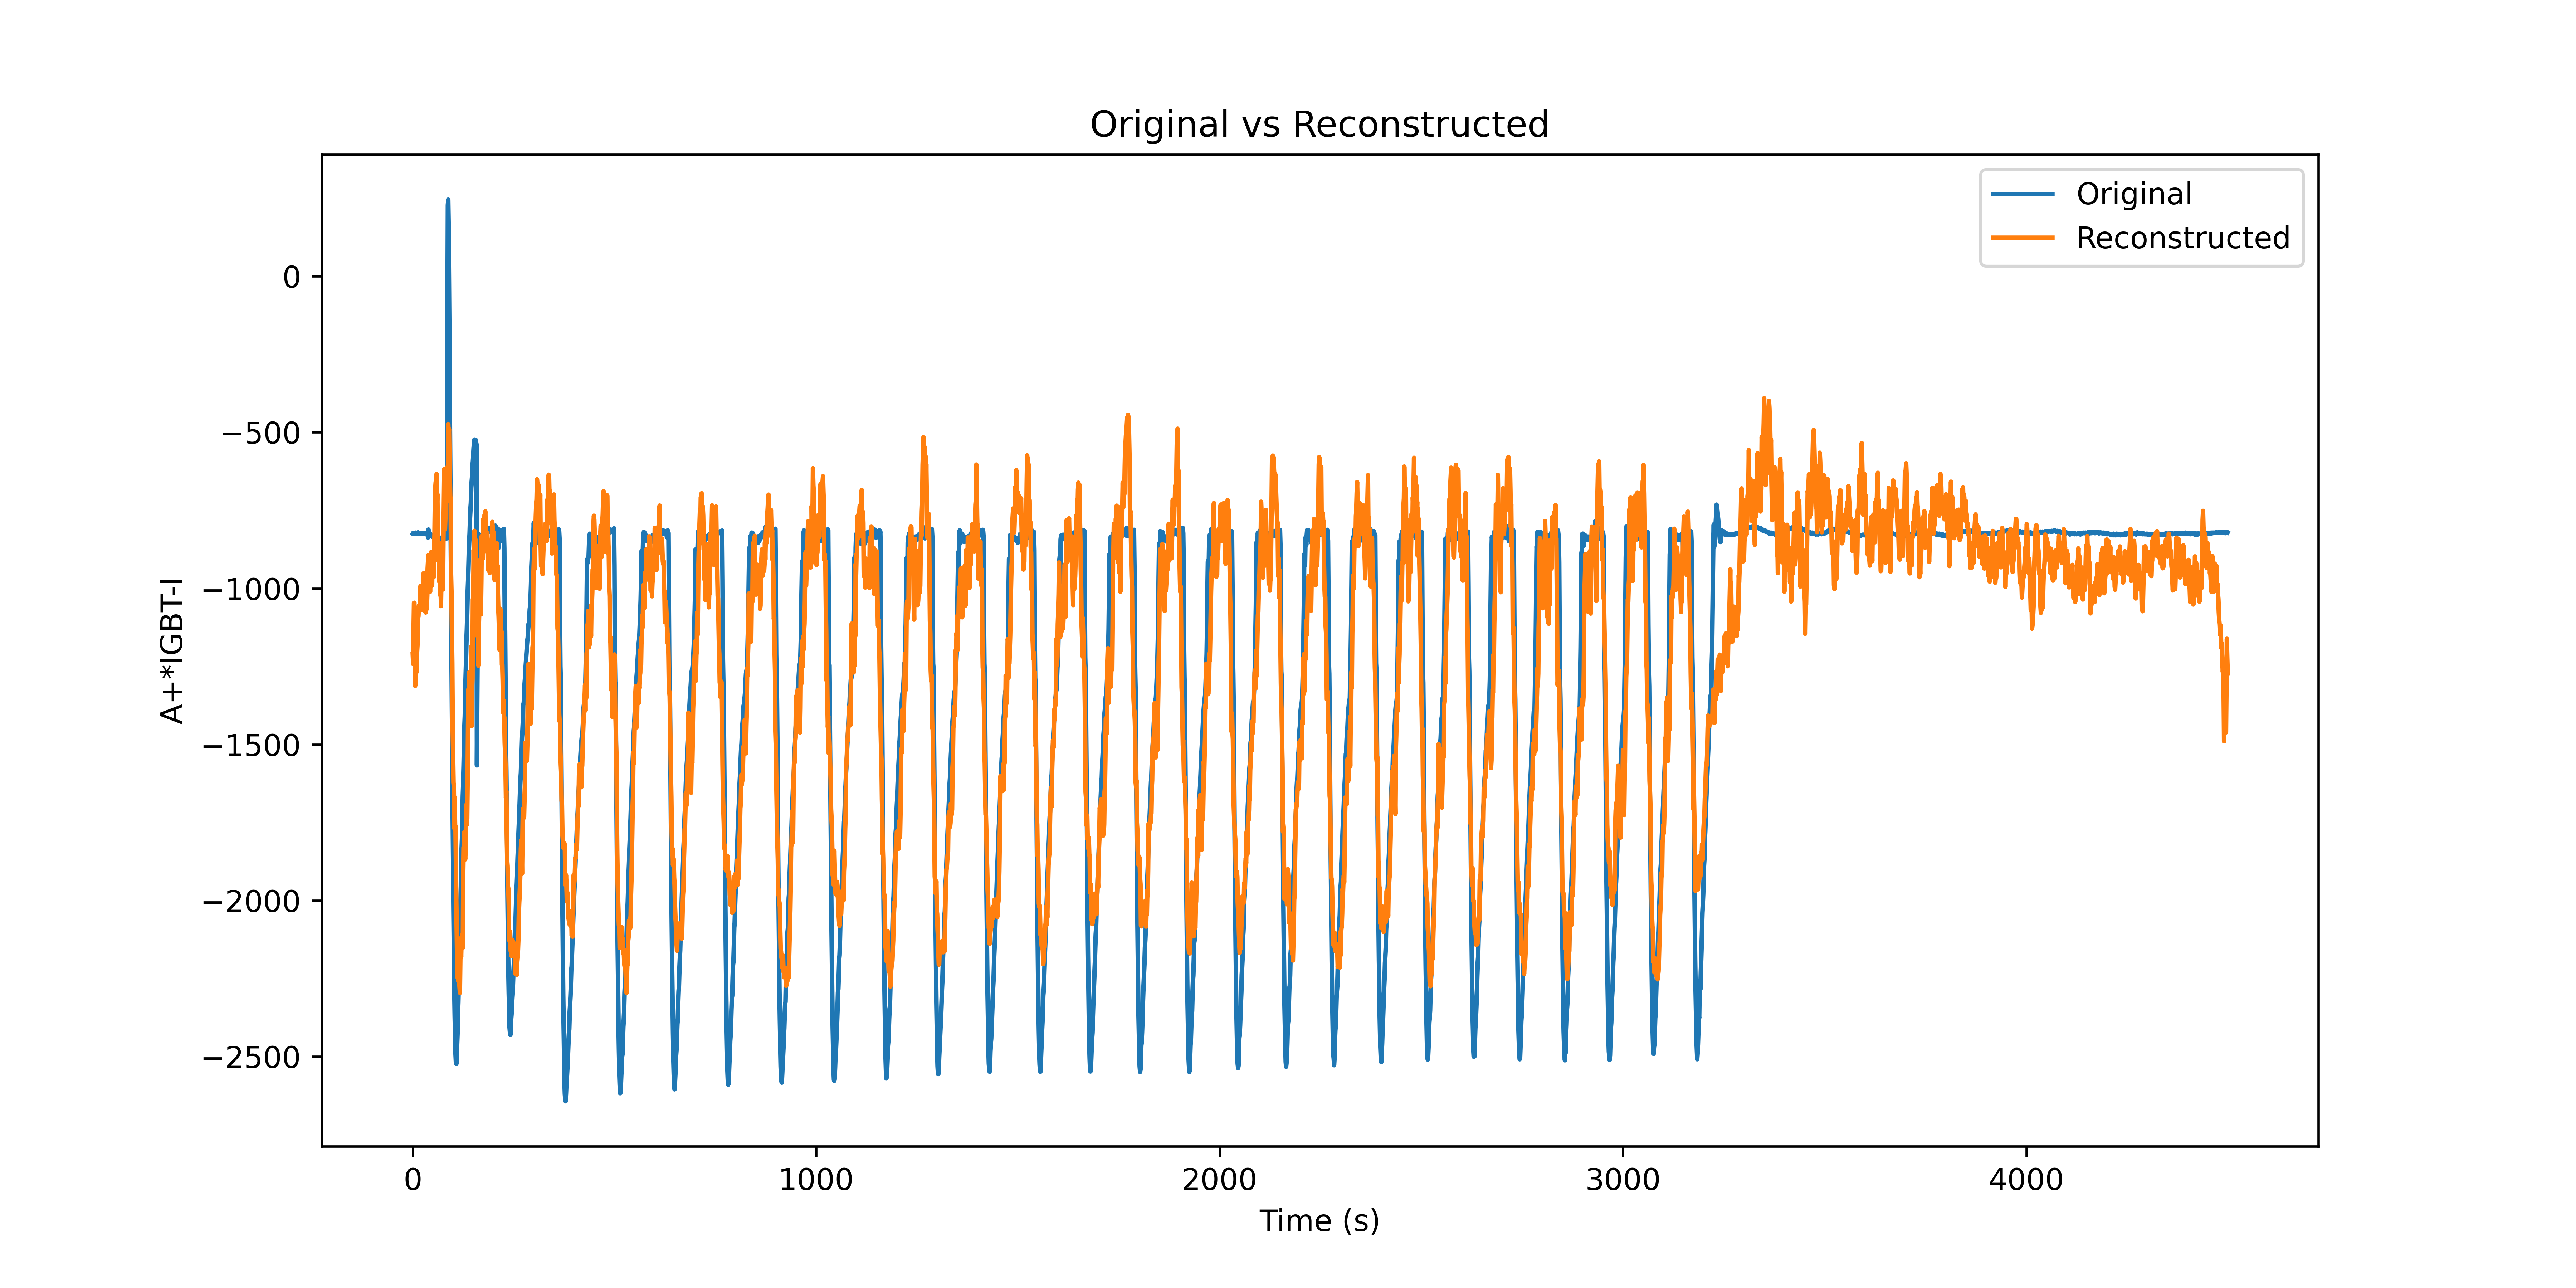 Original vs Reconstructed
Original
Reconstructed
0
−500
−1000
−1500
−2000
−2500
A+*IGBT-I
0
1000
2000
3000
4000
Time (s)